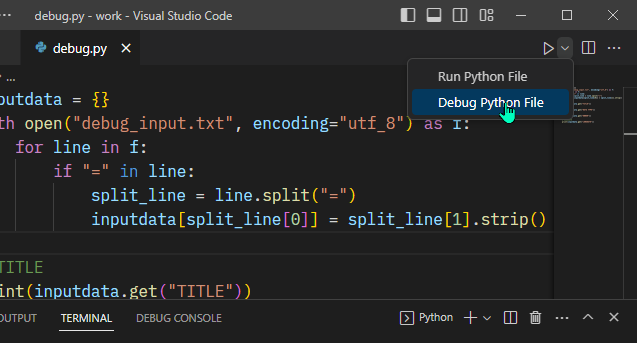 debug.py - work - Visual Studio Code
debug.py
Run Python File
Debug Python File
...
putdata = {}
th open("debug_input.txt", encoding="utf_8") as f:
for line in f:
if "=" in line:
split_line = line.split("=")
inputdata[split_line[0]] = split_line[1].strip()
TITLE
int(inputdata.get("TITLE"))
OUTPUT
TERMINAL
DEBUG CONSOLE
Python